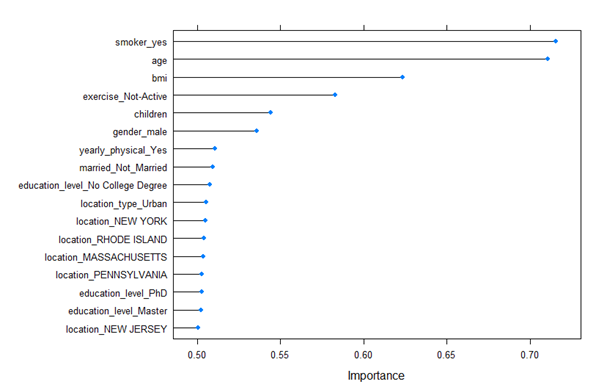 smoker_yes
age
bmi
exercise_Not-Active
children
gender_male
yearly_physical_Yes
married_Not_Married
education_level_No College Degree
location_type_Urban
location_NEW YORK
location_RHODE ISLAND
location_MASSACHUSETTS
location_PENNSYLVANIA
education_level_PhD
education_level_Master
location_NEW JERSEY
0.50 0.55 0.60 0.65 0.70
Importance